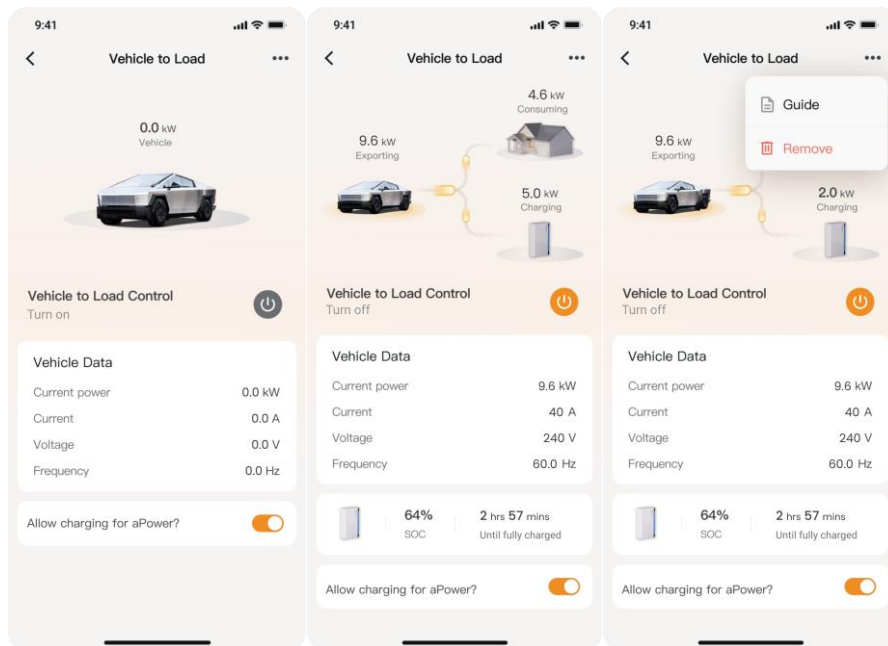 9:41
Vehicle to Load
0.0 kW
Vehicle
Vehicle to Load Control
Turn on
Vehicle Data
Current power 0.0 kW
Current 0.0 A
Voltage 0.0 V
Frequency 0.0 Hz
Allow charging for aPower?
9:41
Vehicle to Load
4.6 kW
Consuming
9.6 kW
Exporting
5.0 kW
Charging
Vehicle to Load Control
Turn off
Vehicle Data
Current power 9.6 kW
Current 40 A
Voltage 240 V
Frequency 60.0 Hz
64% 2 hrs 57 mins
SOC Until fully charged
Allow charging for aPower?
9:41
Vehicle to Load
Guide
Remove
9.6 kW
Exporting
2.0 kW
Charging
Vehicle to Load Control
Turn off
Vehicle Data
Current power 9.6 kW
Current 40 A
Voltage 240 V
Frequency 60.0 Hz
64% 2 hrs 57 mins
SOC Until fully charged
Allow charging for aPower?